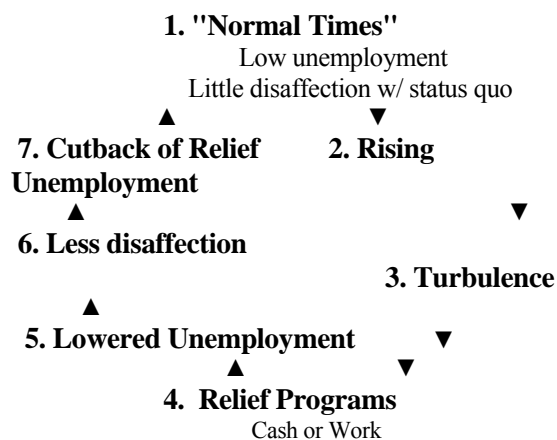 1. "Normal Times"
Low unemployment
Little disaffection w/ status quo
▲ ▼
7. Cutback of Relief 2. Rising
Unemployment
▲ ▼
6. Less disaffection
3. Turbulence
▲
5. Lowered Unemployment ▼
▲ ▼
4. Relief Programs
Cash or Work